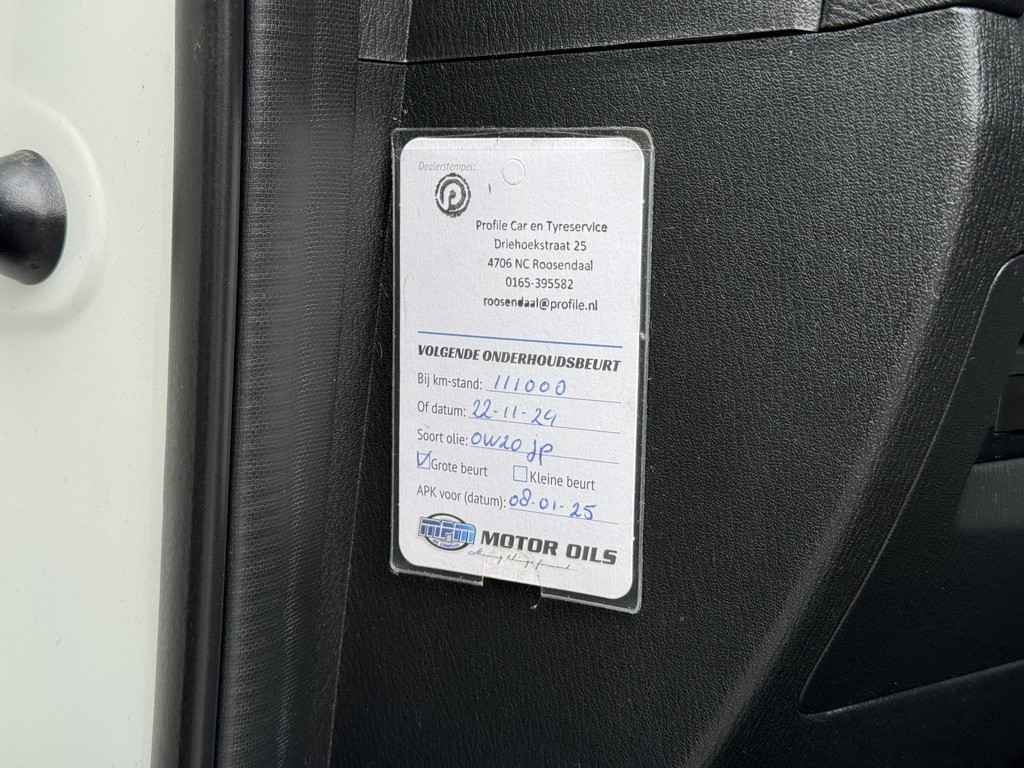 Dealerstempel:
Profile Car en Tyreservice
Driehoekstraat 25
4706 NC Roosendaal
0165-395582
roosendaal@profile.nl
VOLGENDE ONDERHOUDSBEURT
Bij km-stand: 111000
Of datum: 22-11-24
Soort olie: 0W20 jp
Grote beurt Kleine beurt
APK voor (datum): 08-01-25
MPM MOTOR OILS